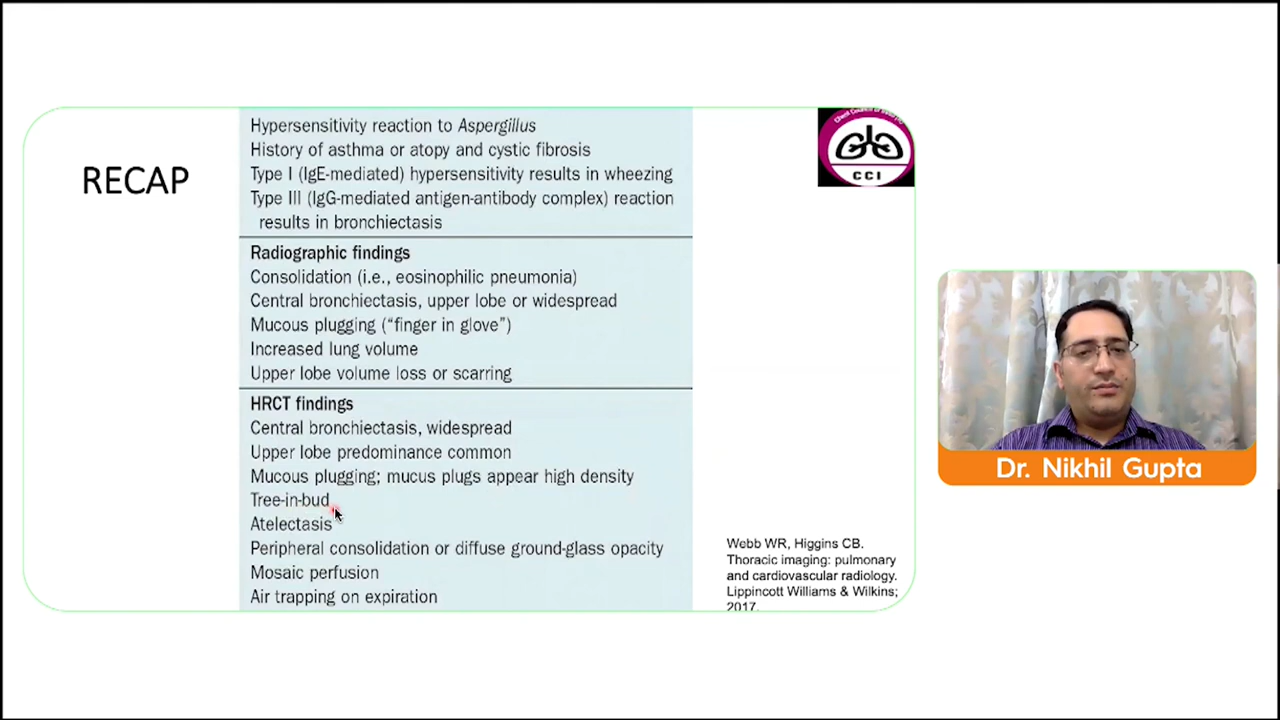 RECAP
Hypersensitivity reaction to Aspergillus
History of asthma or atopy and cystic fibrosis
Type I (IgE-mediated) hypersensitivity results in wheezing
Type III (IgG-mediated antigen-antibody complex) reaction
results in bronchiectasis
Radiographic findings
Consolidation (i.e., eosinophilic pneumonia)
Central bronchiectasis, upper lobe or widespread
Mucous plugging (“finger in glove”)
Increased lung volume
Upper lobe volume loss or scarring
HRCT findings
Central bronchiectasis, widespread
Upper lobe predominance common
Mucous plugging; mucus plugs appear high density
Tree-in-bud
Atelectasis
Peripheral consolidation or diffuse ground-glass opacity
Mosaic perfusion
Air trapping on expiration
CCI
Webb WR, Higgins CB.
Thoracic imaging: pulmonary
and cardiovascular radiology.
Lippincott Williams & Wilkins;
2017.
Dr. Nikhil Gupta